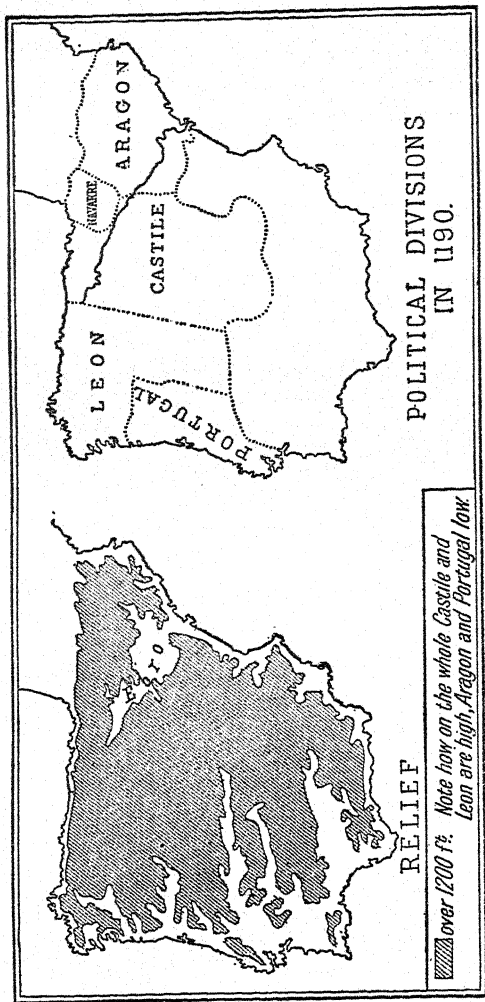 Ebro
RELIEF
over 1200 ft. Note how on the whole Castile and
Leon are high, Aragon and Portugal low.
LEON
NAVARRE
ARAGON
CASTILE
PORTUGAL
POLITICAL DIVISIONS
IN 1190.